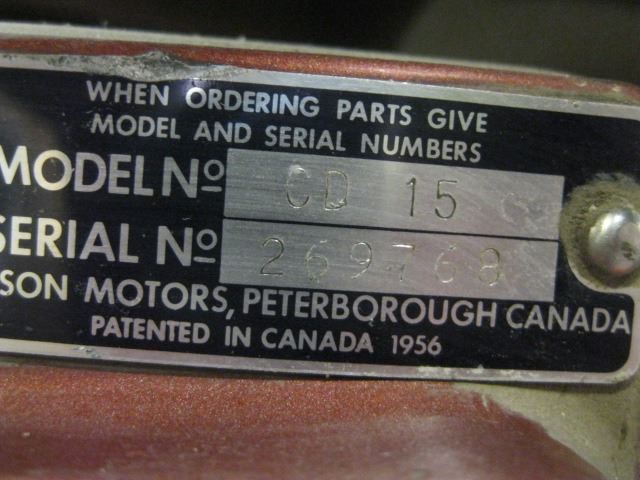 WHEN ORDERING PARTS GIVE
MODEL AND SERIAL NUMBERS
MODEL Nº CD 15
SERIAL Nº 269768
SON MOTORS, PETERBOROUGH CANADA
PATENTED IN CANADA 1956